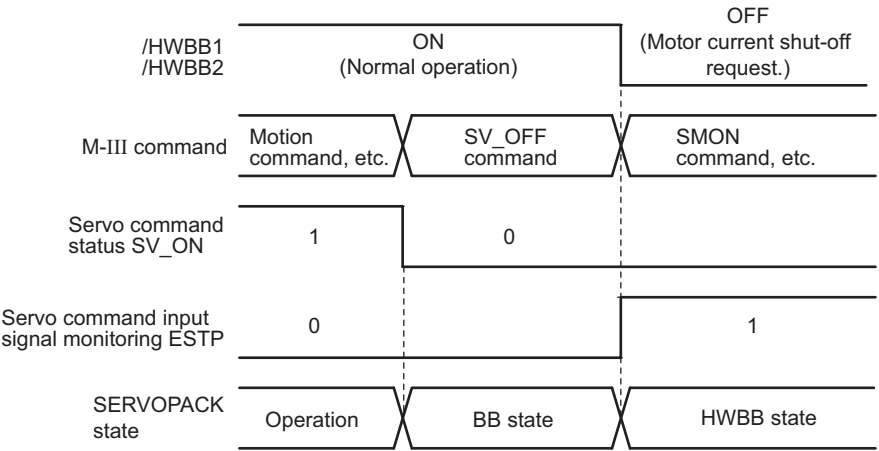 /HWBB1
/HWBB2
ON
(Normal operation)
OFF
(Motor current shut-off
request.)
M-III command
Motion
command, etc.
SV_OFF
command
SMON
command, etc.
Servo command
status SV_ON
1
0
Servo command input
signal monitoring ESTP
0
1
SERVOPACK
state
Operation
BB state
HWBB state